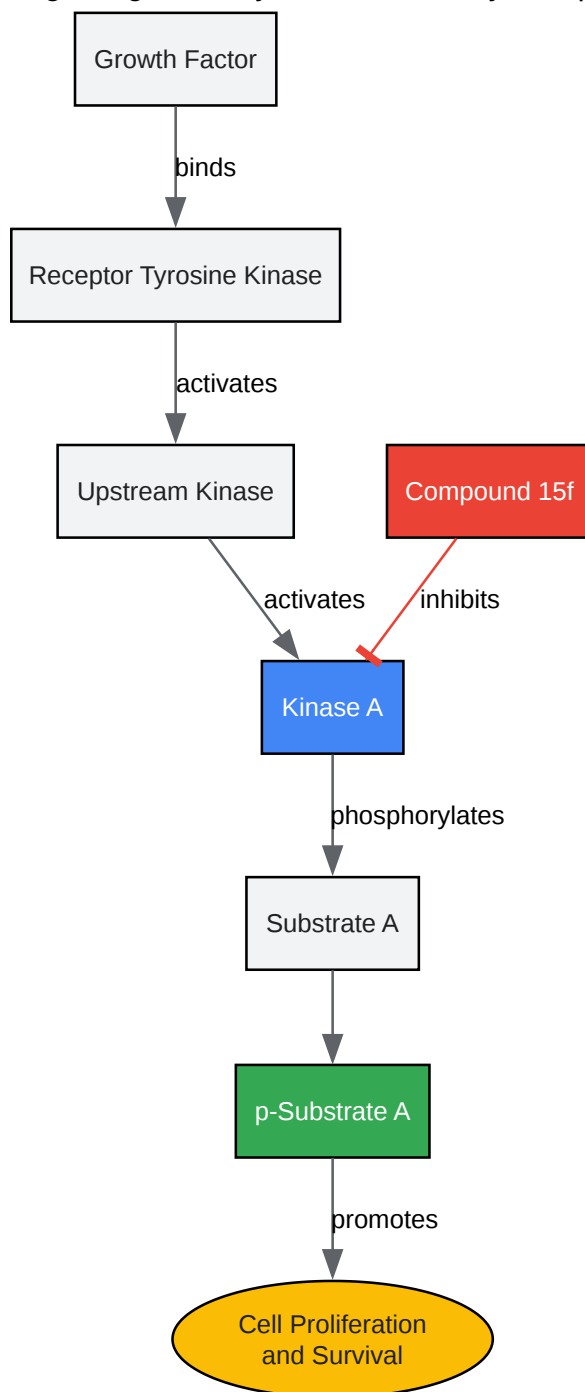 Growth Factor
binds
Receptor Tyrosine Kinase
activates
Upstream Kinase
Compound 15f
activates
inhibits
Kinase A
phosphorylates
Substrate A
p-Substrate A
promotes
Cell Proliferation
and Survival